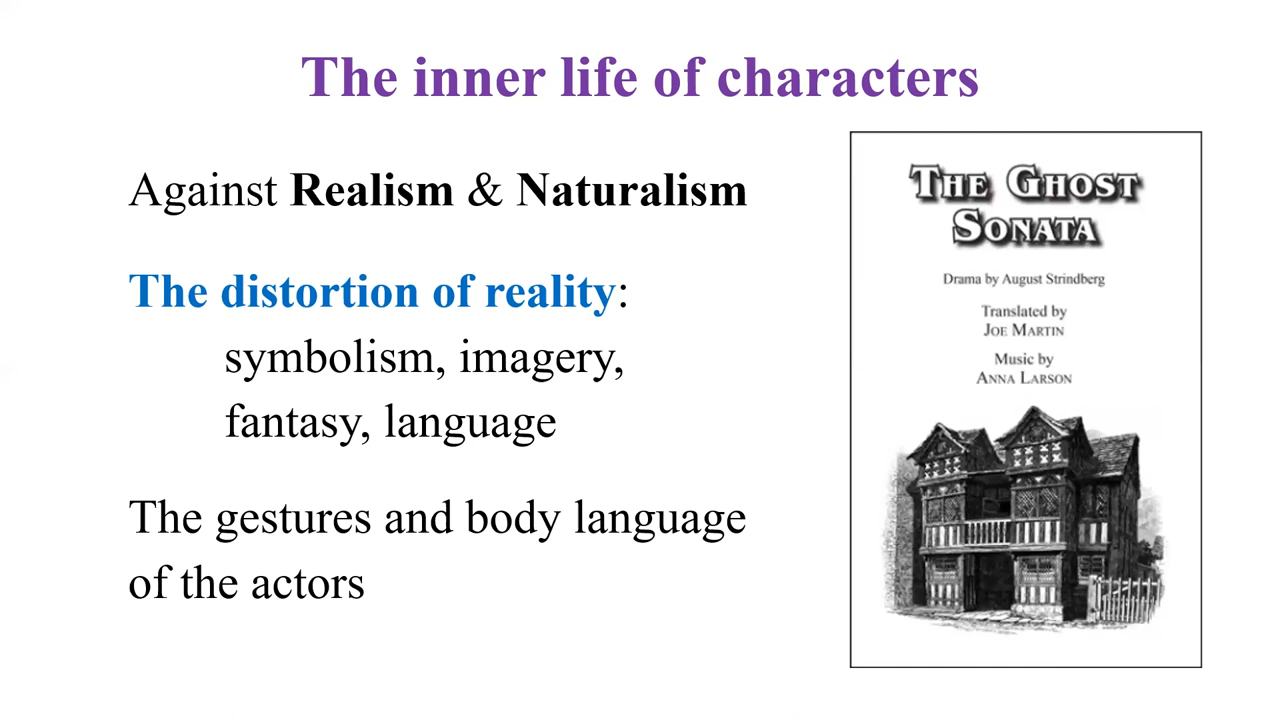 The inner life of characters
Against Realism & Naturalism
The distortion of reality:
symbolism, imagery,
fantasy, language
The gestures and body language
of the actors
THE GHOST
SONATA
Drama by August Strindberg
Translated by
JOE MARTIN
Music by
ANNA LARSON